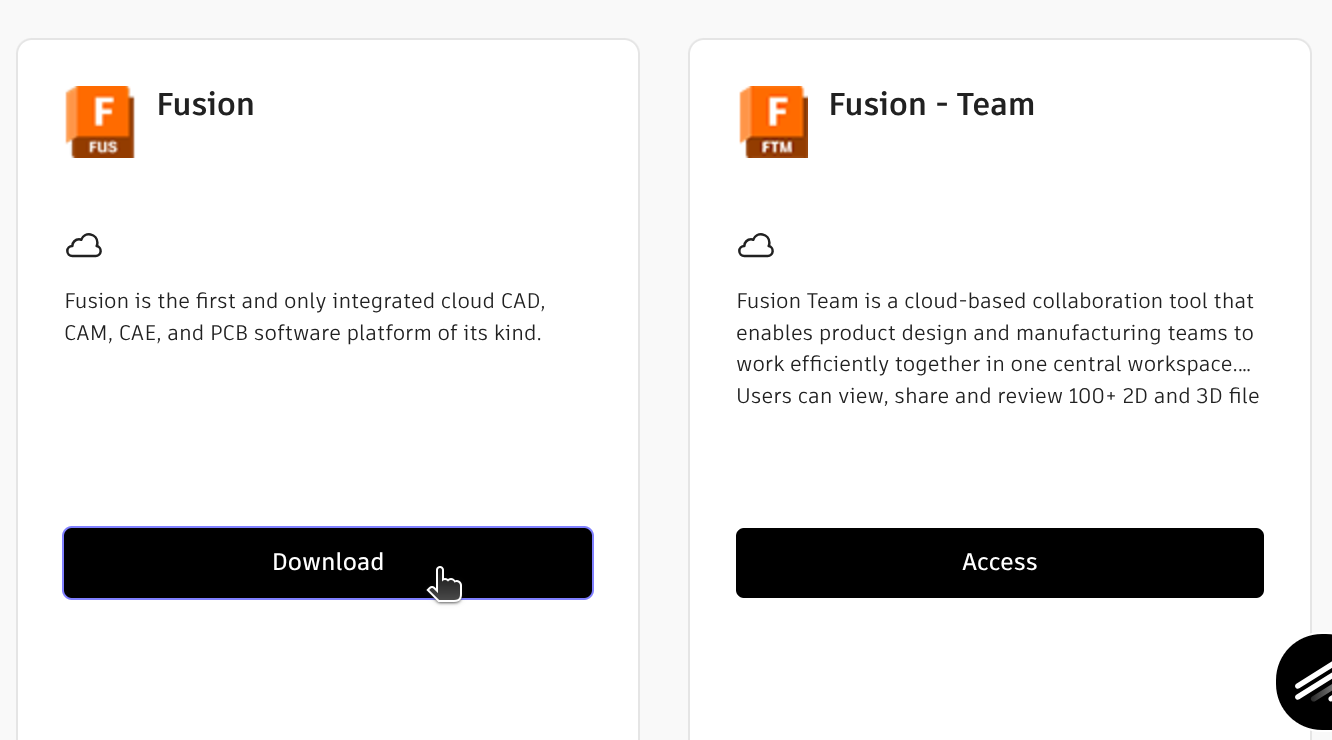 F
FUS
Fusion
Fusion is the first and only integrated cloud CAD,
CAM, CAE, and PCB software platform of its kind.
Download
F
FTM
Fusion - Team
Fusion Team is a cloud-based collaboration tool that
enables product design and manufacturing teams to
work efficiently together in one central workspace....
Users can view, share and review 100+ 2D and 3D file
Access